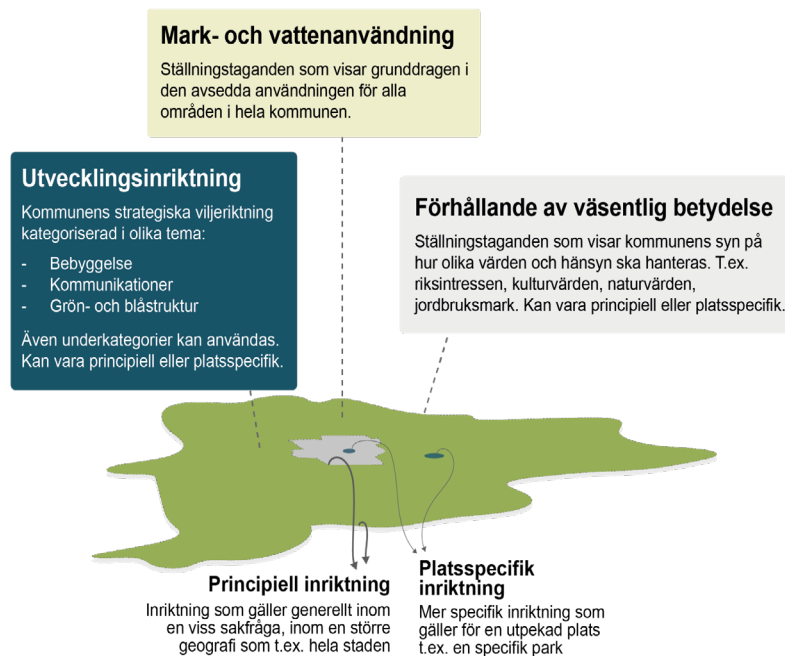 Mark- och vattenanvändning
Ställningstaganden som visar grunddragen i
den avsedda användningen för alla
områden i hela kommunen.
Utvecklingsinriktning
Kommunens strategiska viljeriktning
kategoriserad i olika tema:
- Bebyggelse
- Kommunikationer
- Grön- och blåstruktur
Även underkategorier kan användas.
Kan vara principiell eller platsspecifik.
Förhållande av väsentlig betydelse
Ställningstaganden som visar kommunens syn på
hur olika värden och hänsyn ska hanteras. T.ex.
riksintressen, kulturvärden, naturvärden,
jordbruksmark. Kan vara principiell eller platsspecifik.
Principiell inriktning
Inriktning som gäller generellt inom
en viss sakfråga, inom en större
geografi som t.ex. hela staden
Platsspecifik
inriktning
Mer specifik inriktning som
gäller för en utpekad plats
t.ex. en specifik park